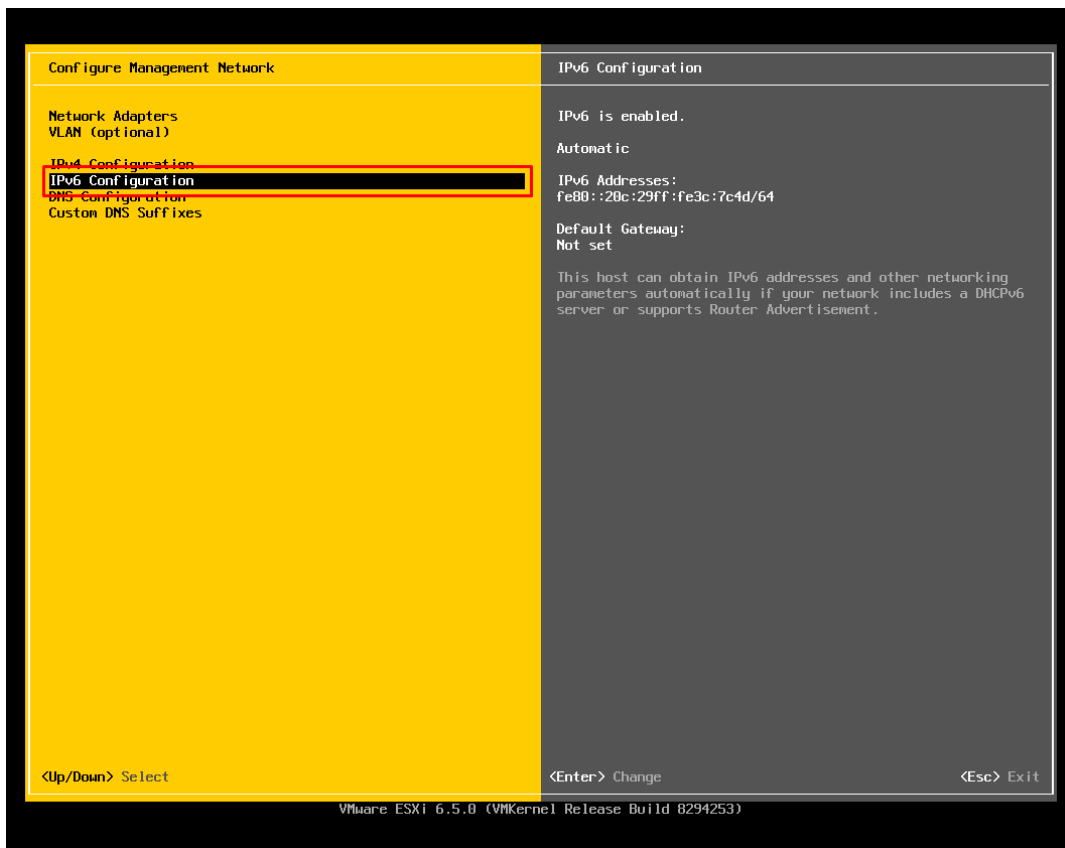 Configure Management Network
Network Adapters
VLAN (optional)
IPv4 Configuration
IPv6 Configuration
DNS Configuration
Custom DNS Suffixes
<Up/Down> Select
IPv6 Configuration
IPv6 is enabled.
Automatic
IPv6 Addresses:
fe80::20c:29ff:fe3c:7c4d/64
Default Gateway:
Not set
This host can obtain IPv6 addresses and other networking
parameters automatically if your network includes a DHCPv6
server or supports Router Advertisement.
<Enter> Change
<Esc> Exit
VMware ESXi 6.5.0 (VMKernel Release Build 8294253)